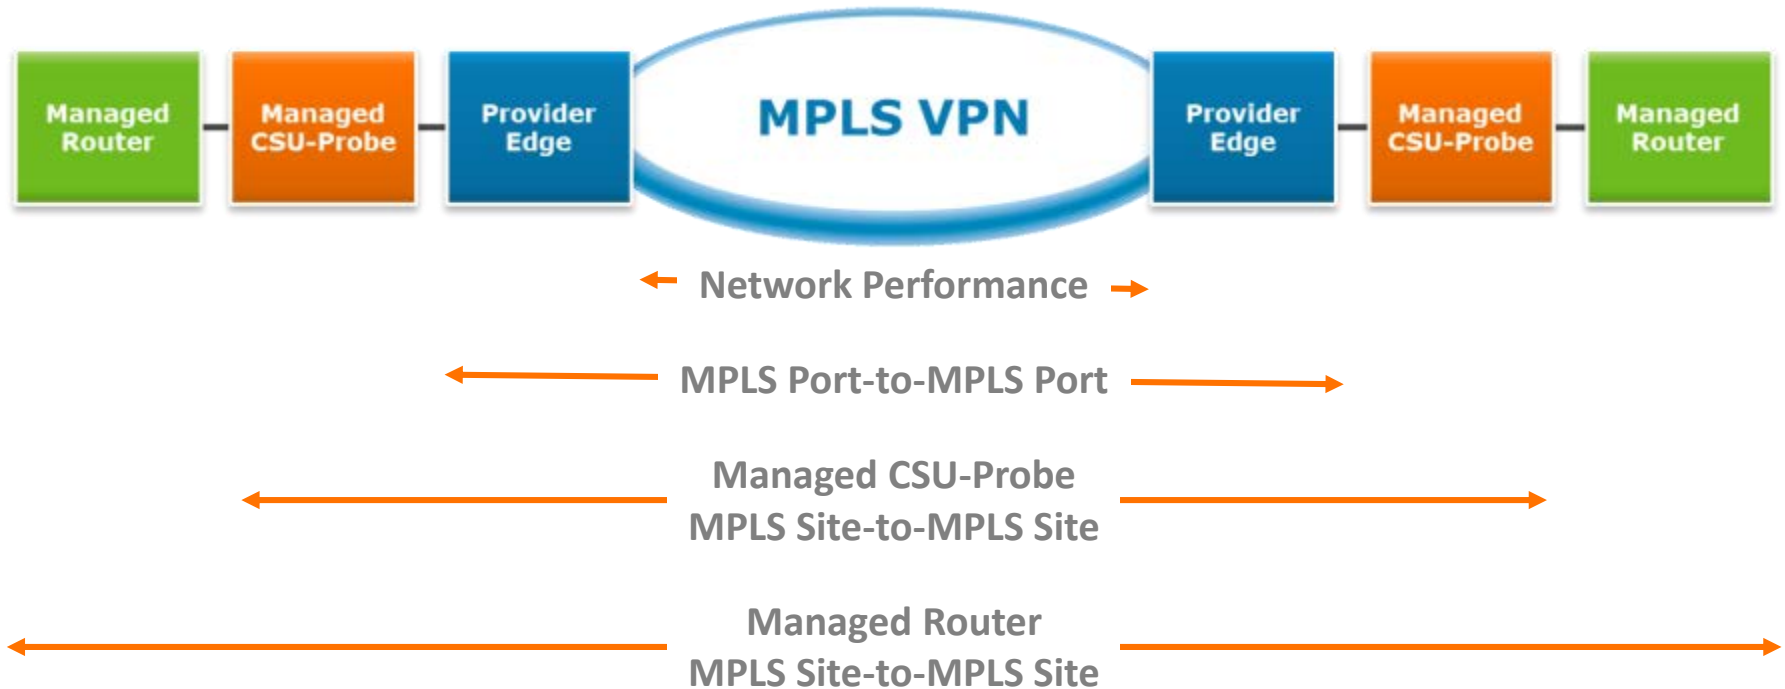 Managed
Router
Managed
CSU-Probe
Provider
Edge
MPLS VPN
Provider
Edge
Managed
CSU-Probe
Managed
Router
Network Performance
MPLS Port-to-MPLS Port
Managed CSU-Probe
MPLS Site-to-MPLS Site
Managed Router
MPLS Site-to-MPLS Site